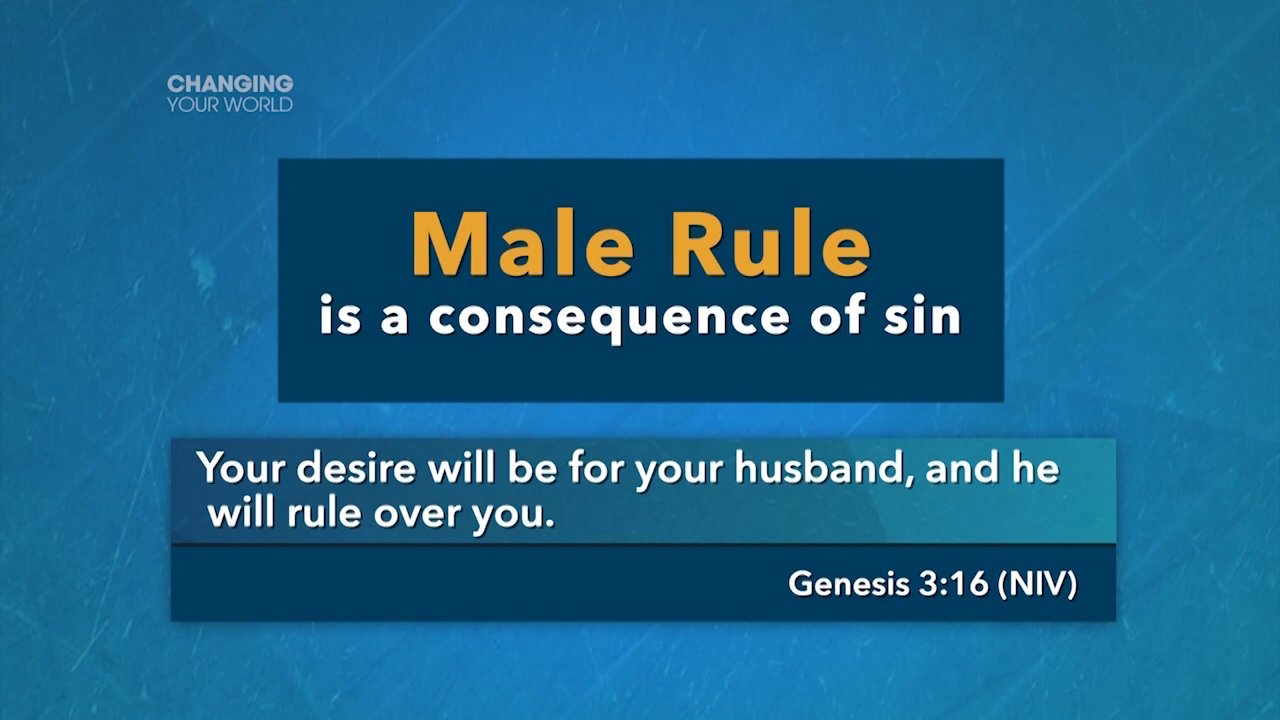 CHANGING
YOUR WORLD
Male Rule
is a consequence of sin
Your desire will be for your husband, and he
will rule over you.
Genesis 3:16 (NIV)